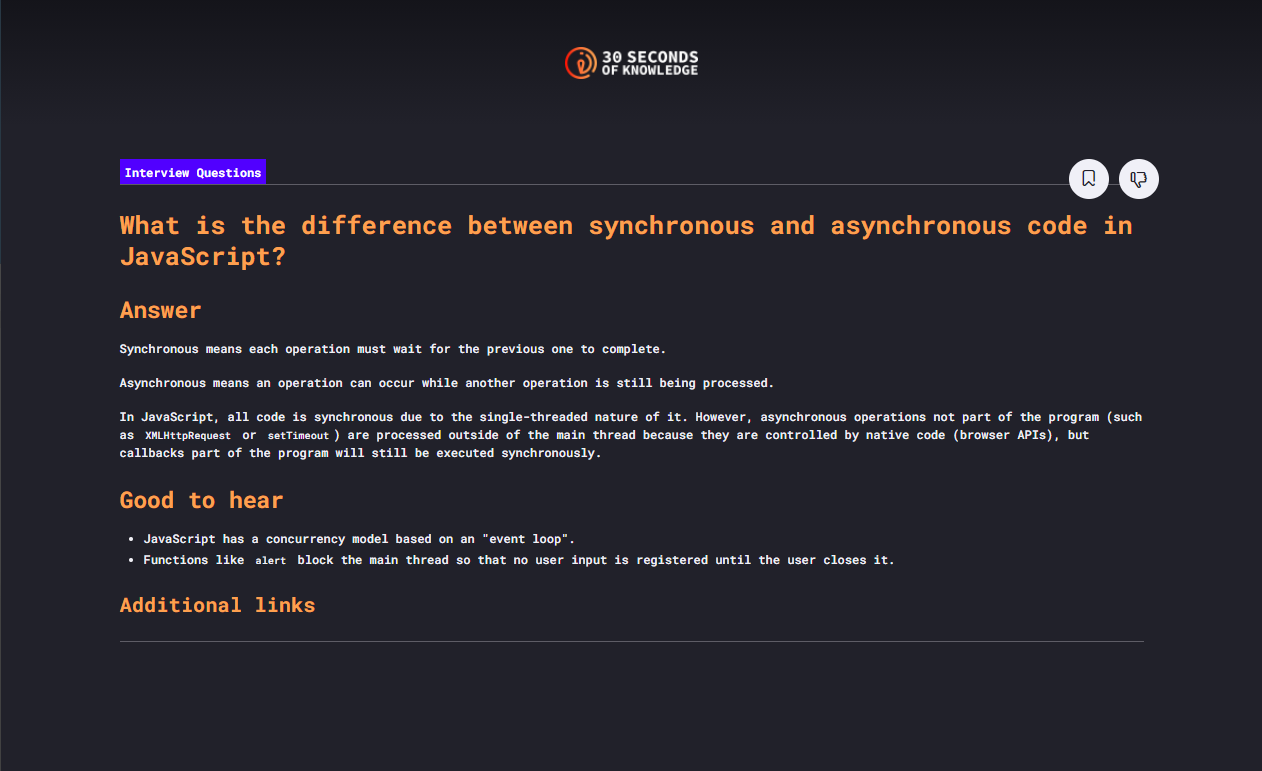 30 SECONDS
OF KNOWLEDGE
Interview Questions
What is the difference between synchronous and asynchronous code in
JavaScript?
Answer
Synchronous means each operation must wait for the previous one to complete.
Asynchronous means an operation can occur while another operation is still being processed.
In JavaScript, all code is synchronous due to the single-threaded nature of it. However, asynchronous operations not part of the program (such
as XMLHttpRequest or setTimeout) are processed outside of the main thread because they are controlled by native code (browser APIs), but
callbacks part of the program will still be executed synchronously.
Good to hear
• JavaScript has a concurrency model based on an "event loop".
• Functions like alert block the main thread so that no user input is registered until the user closes it.
Additional links